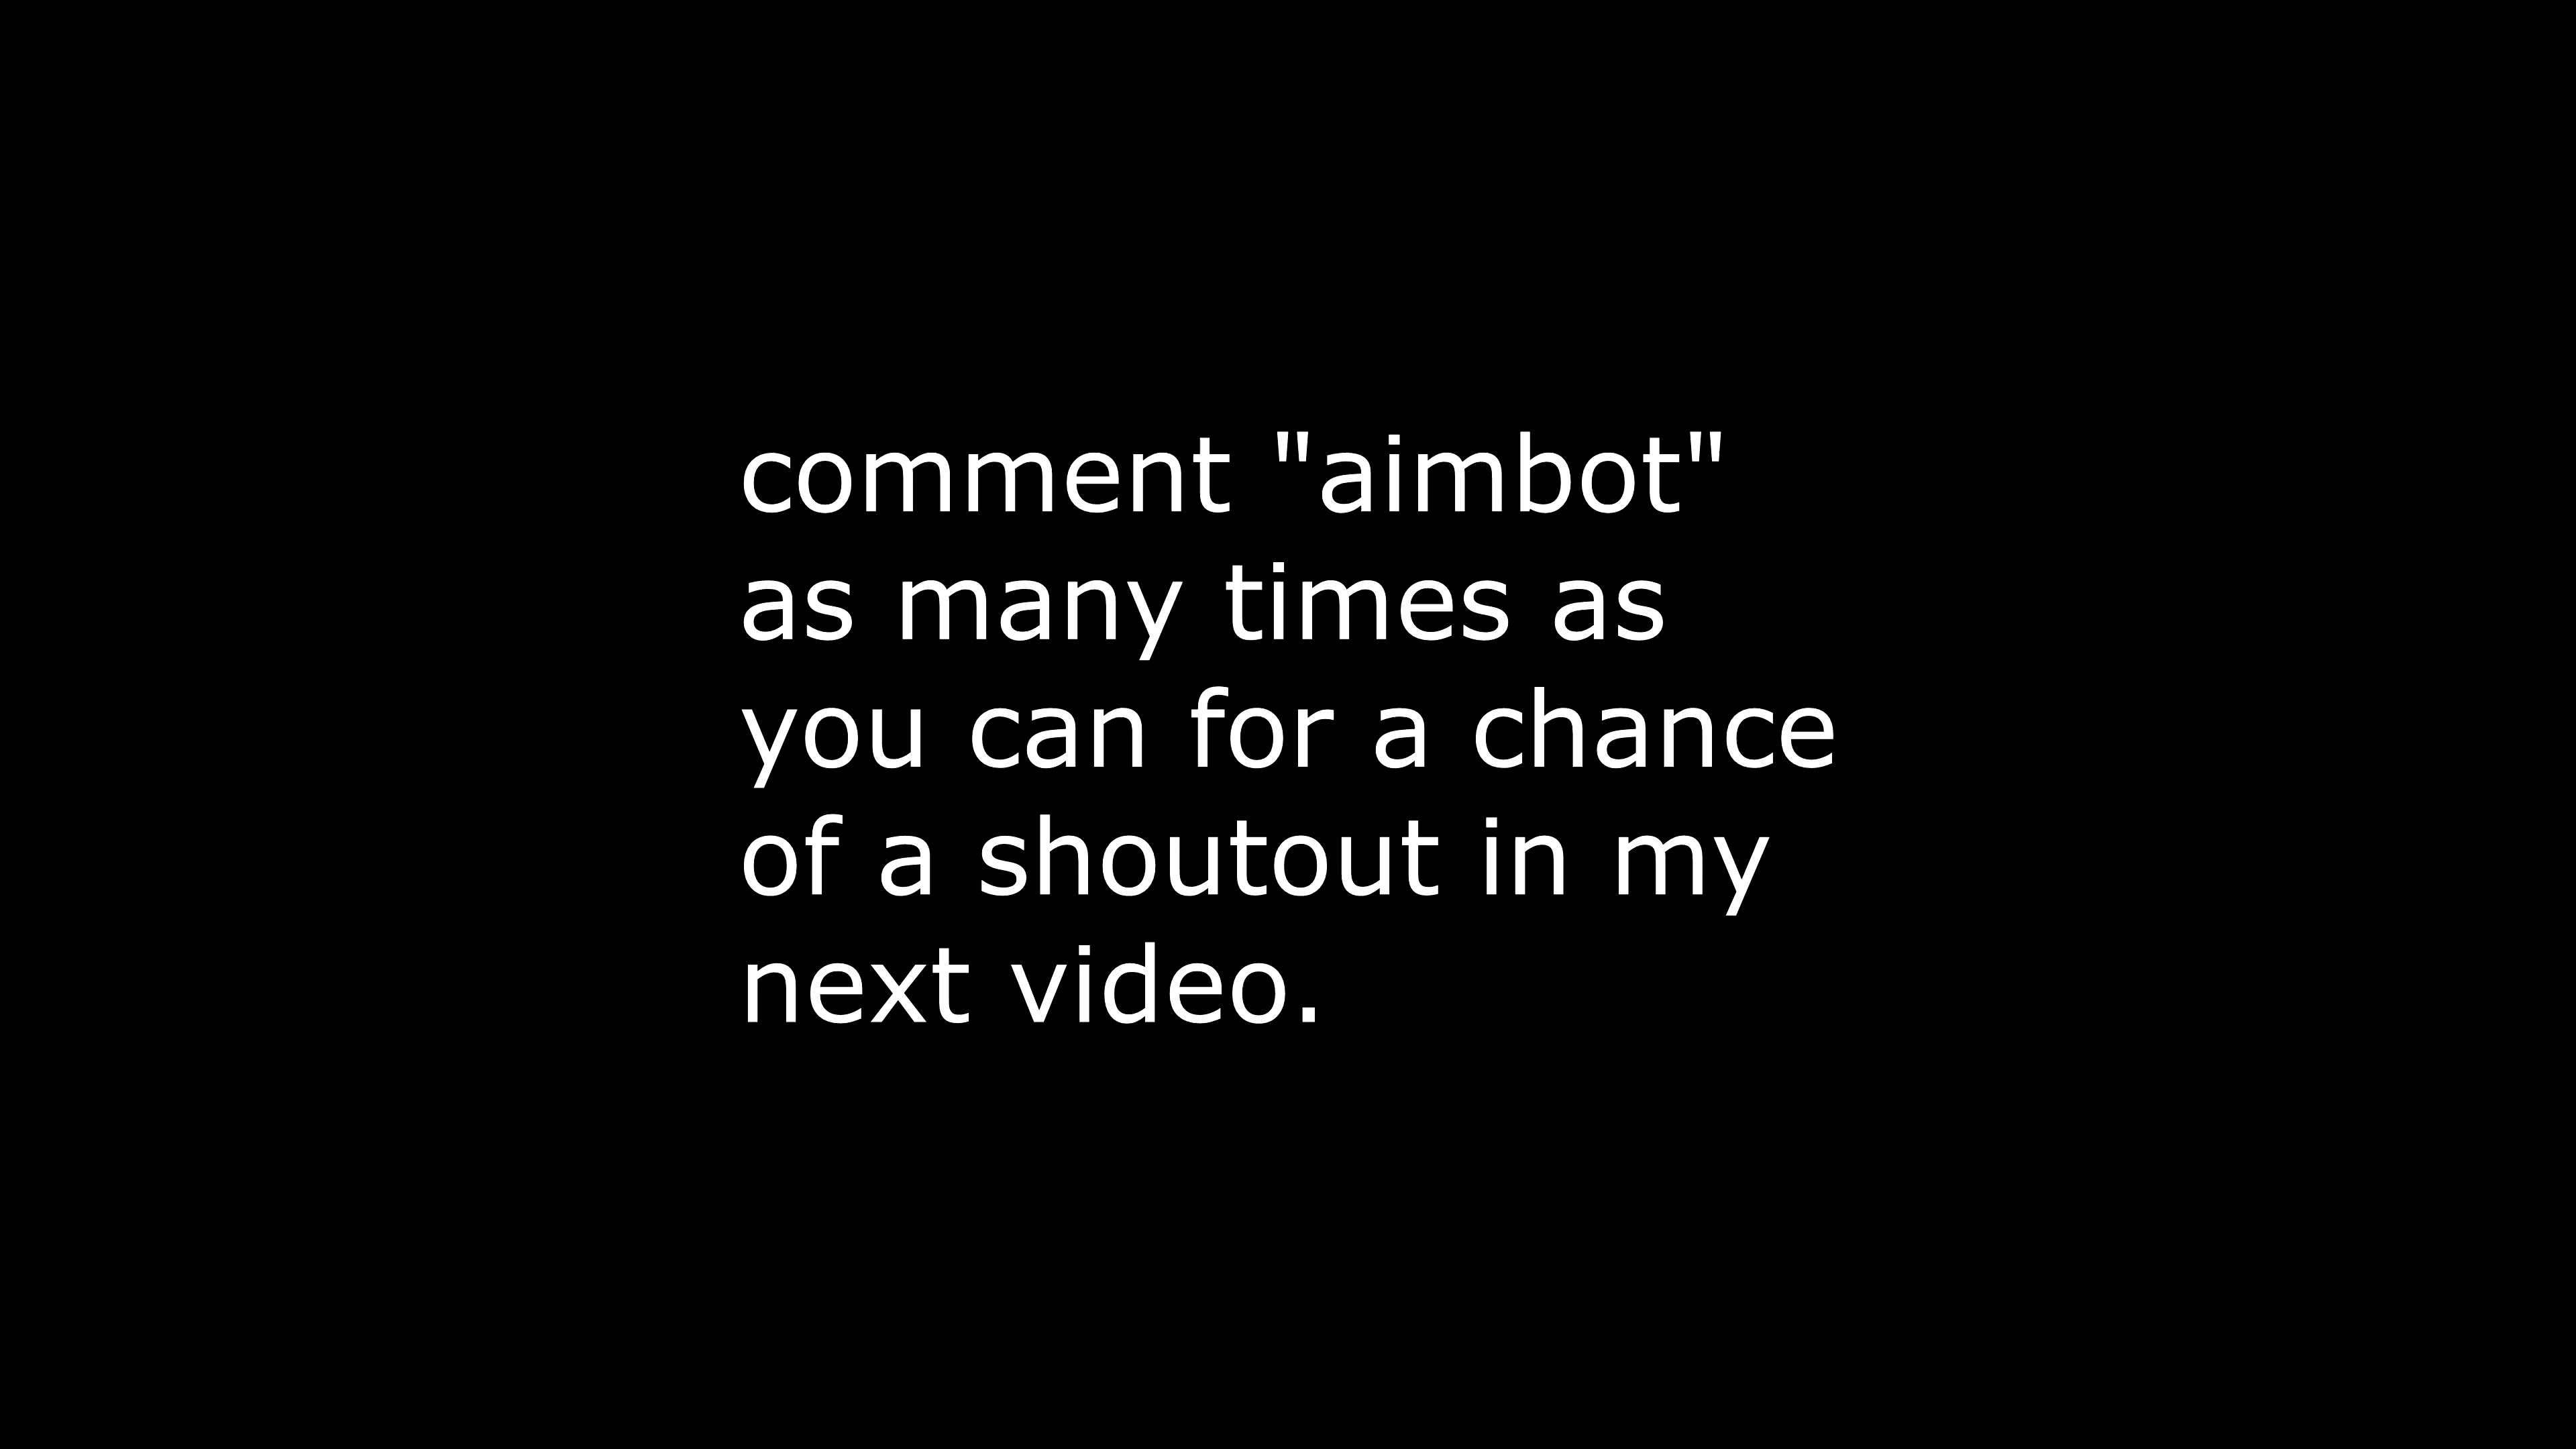 comment "aimbot"
as many times as
you can for a chance
of a shoutout in my
next video.